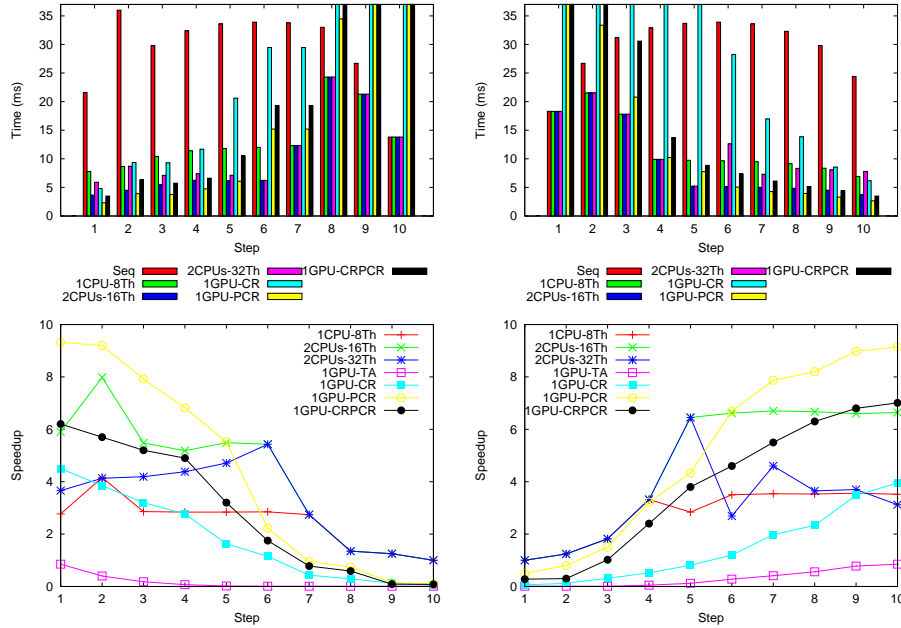 35
30
25
20
15
10
5
0
Time (ms)
1 2 3 4 5 6 7 8 9 10
Step
Seq
1CPU-8Th
2CPUs-16Th
2CPUs-32Th
1GPU-CR
1GPU-PCR
1GPU-CRPCR
35
30
25
20
15
10
5
0
Time (ms)
1 2 3 4 5 6 7 8 9 10
Step
Seq
1CPU-8Th
2CPUs-16Th
2CPUs-32Th
1GPU-CR
1GPU-PCR
1GPU-CRPCR
10
8
6
4
2
0
Speedup
1 2 3 4 5 6 7 8 9 10
Step
1CPU-8Th
2CPUs-16Th
2CPUs-32Th
1GPU-TA
1GPU-CR
1GPU-PCR
1GPU-CRPCR
10
8
6
4
2
0
Speedup
1 2 3 4 5 6 7 8 9 10
Step
1CPU-8Th
2CPUs-16Th
2CPUs-32Th
1GPU-TA
1GPU-CR
1GPU-PCR
1GPU-CRPCR